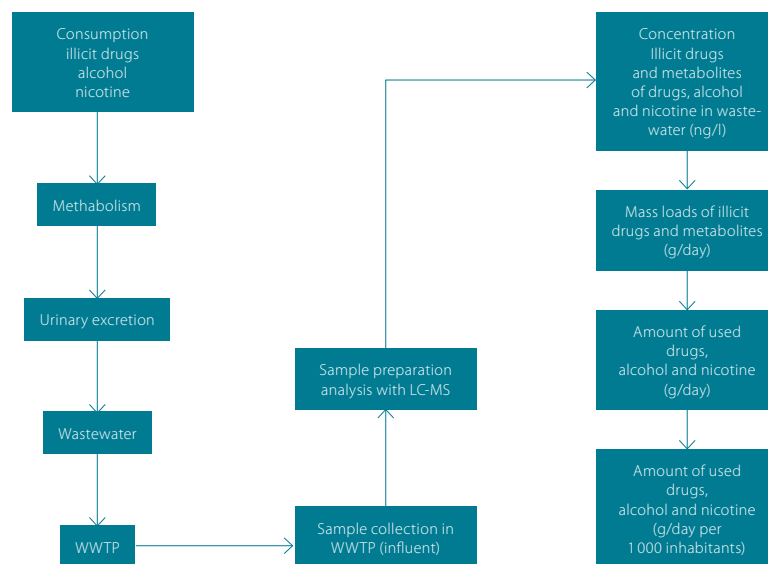 Consumption
illicit drugs
alcohol
nicotine
Methabolism
Urinary excretion
Wastewater
WWTP
Sample collection in
WWTP (influent)
Sample preparation
analysis with LC-MS
Concentration
Illicit drugs
and metabolites
of drugs, alcohol
and nicotine in waste-
water (ng/l)
Mass loads of illicit
drugs and metabolites
(g/day)
Amount of used
drugs,
alcohol and nicotine
(g/day)
Amount of used
drugs,
alcohol and nicotine
(g/day per
1 000 inhabitants)